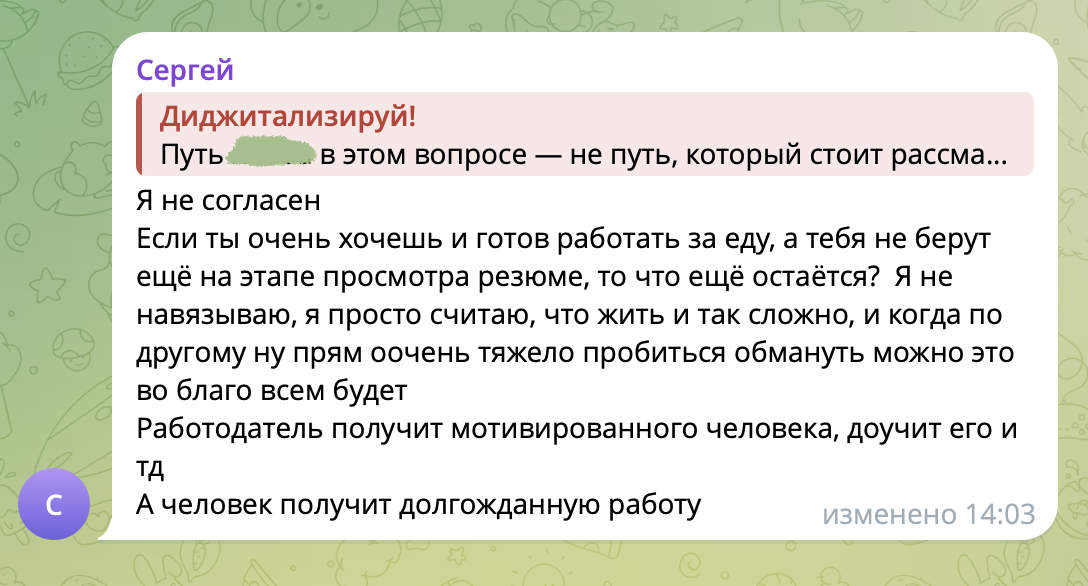 Сергей
Диджитализируй!
Путь в этом вопросе — не путь, который стоит рассма...
Я не согласен
Если ты очень хочешь и готов работать за еду, а тебя не берут
ещё на этапе просмотра резюме, то что ещё остаётся? Я не
навязываю, я просто считаю, что жить и так сложно, и когда по
другому ну прям оочень тяжело пробиться обмануть можно это
во благо всем будет
Работодатель получит мотивированного человека, доучит его и
тд
А человек получит долгожданную работу
изменено 14:03
С